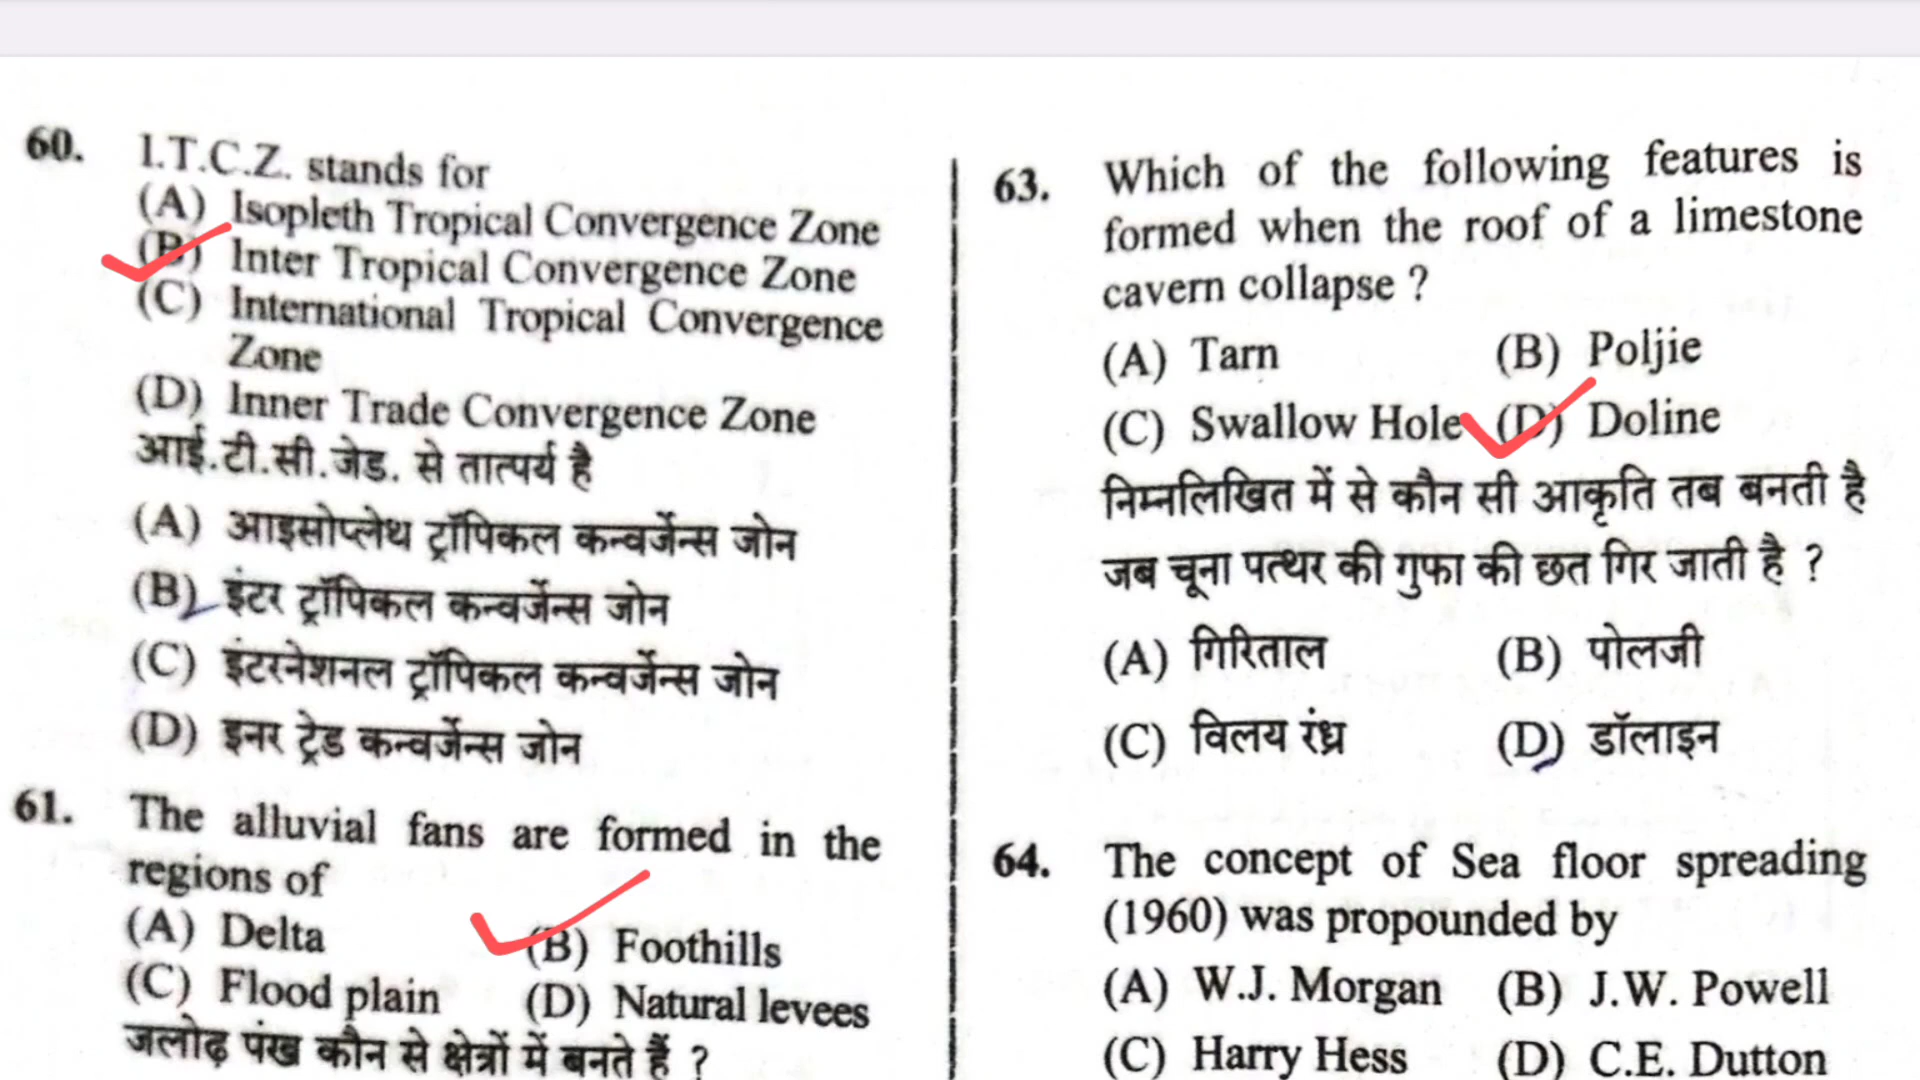 60. I.T.C.Z. stands for
(A) Isopleth Tropical Convergence Zone
(B) Inter Tropical Convergence Zone
(C) International Tropical Convergence
Zone
(D) Inner Trade Convergence Zone
आई.टी.सी.जेड. से तात्पर्य है
(A) आइसोप्लेथ ट्रॉपिकल कन्वर्जेन्स जोन
(B) इंटर ट्रॉपिकल कन्वर्जेन्स जोन
(C) इंटरनेशनल ट्रॉपिकल कन्वर्जेन्स जोन
(D) इनर ट्रेड कन्वर्जेन्स जोन
61. The alluvial fans are formed in the
regions of
(A) Delta (B) Foothills
(C) Flood plain (D) Natural levees
जलोढ़ पंख कौन से क्षेत्रों में बनते हैं ?
63. Which of the following features is
formed when the roof of a limestone
cavern collapse ?
(A) Tarn (B) Poljie
(C) Swallow Hole (D) Doline
निम्नलिखित में से कौन सी आकृति तब बनती है
जब चूना पत्थर की गुफा की छत गिर जाती है ?
(A) गिरिताल (B) पोलजी
(C) विलय रंध्र (D) डॉलाइन
64. The concept of Sea floor spreading
(1960) was propounded by
(A) W.J. Morgan (B) J.W. Powell
(C) Harry Hess (D) C.E. Dutton